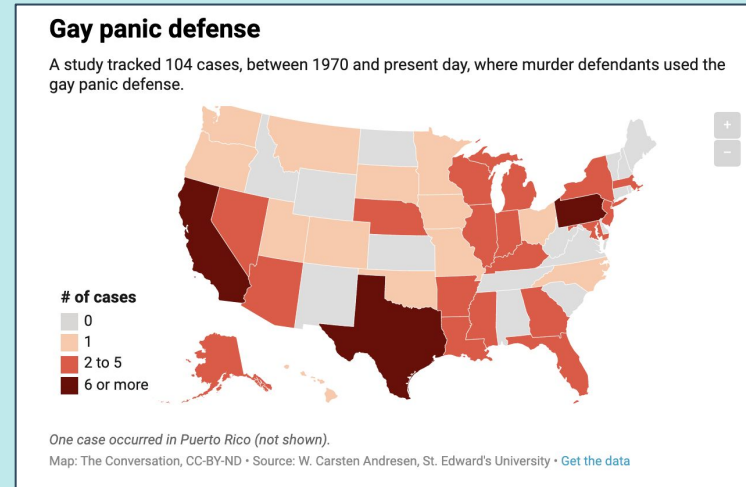 Gay panic defense
A study tracked 104 cases, between 1970 and present day, where murder defendants used the
gay panic defense.
+
−
# of cases
0
1
2 to 5
6 or more
One case occurred in Puerto Rico (not shown).
Map: The Conversation, CC-BY-ND • Source: W. Carsten Andresen, St. Edward's University • Get the data